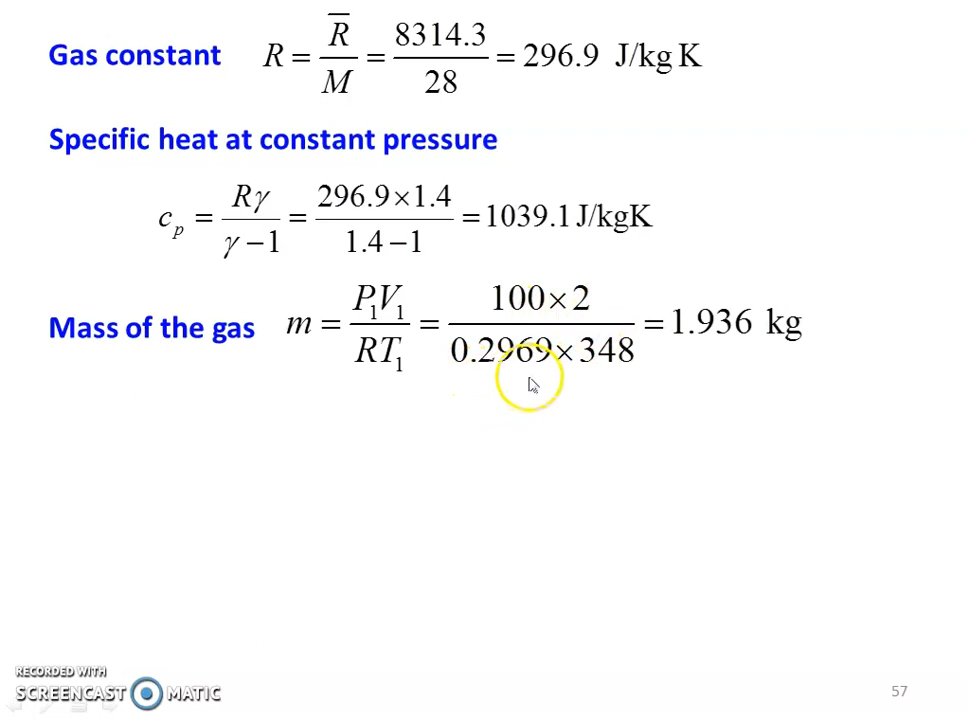 Gas constant R = R̅ / M = 8314.3 / 28 = 296.9 J/kg K
Specific heat at constant pressure
cₚ = Rγ / γ − 1 = 296.9 × 1.4 / 1.4 − 1 = 1039.1 J/kgK
Mass of the gas m = P₁V₁ / RT₁ = 100 × 2 / 0.2969 × 348 = 1.936 kg
RECORDED WITH
SCREENCAST MATIC
57